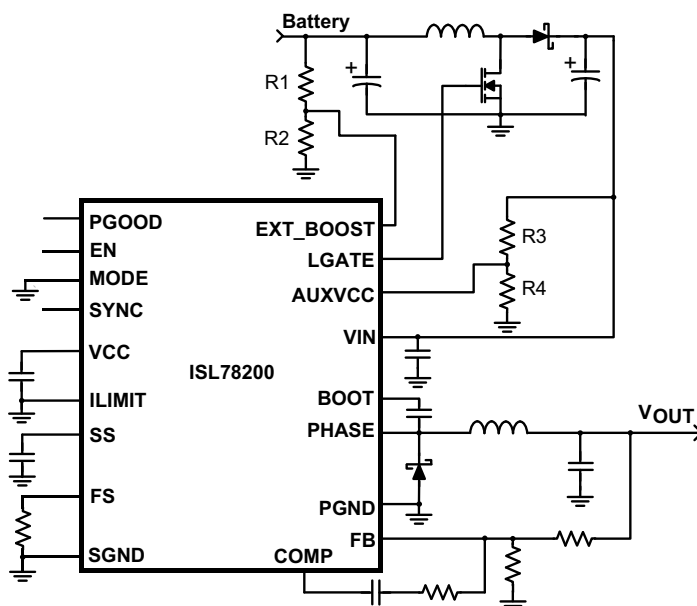 Battery
+
+
R1
R2
PGOOD
EXT_BOOST
EN
LGATE
R3
MODE
AUXVCC
R4
SYNC
VIN
VCC
ISL78200
ILIMIT
BOOT
VOUT
SS
PHASE
FS
PGND
FB
SGND
COMP